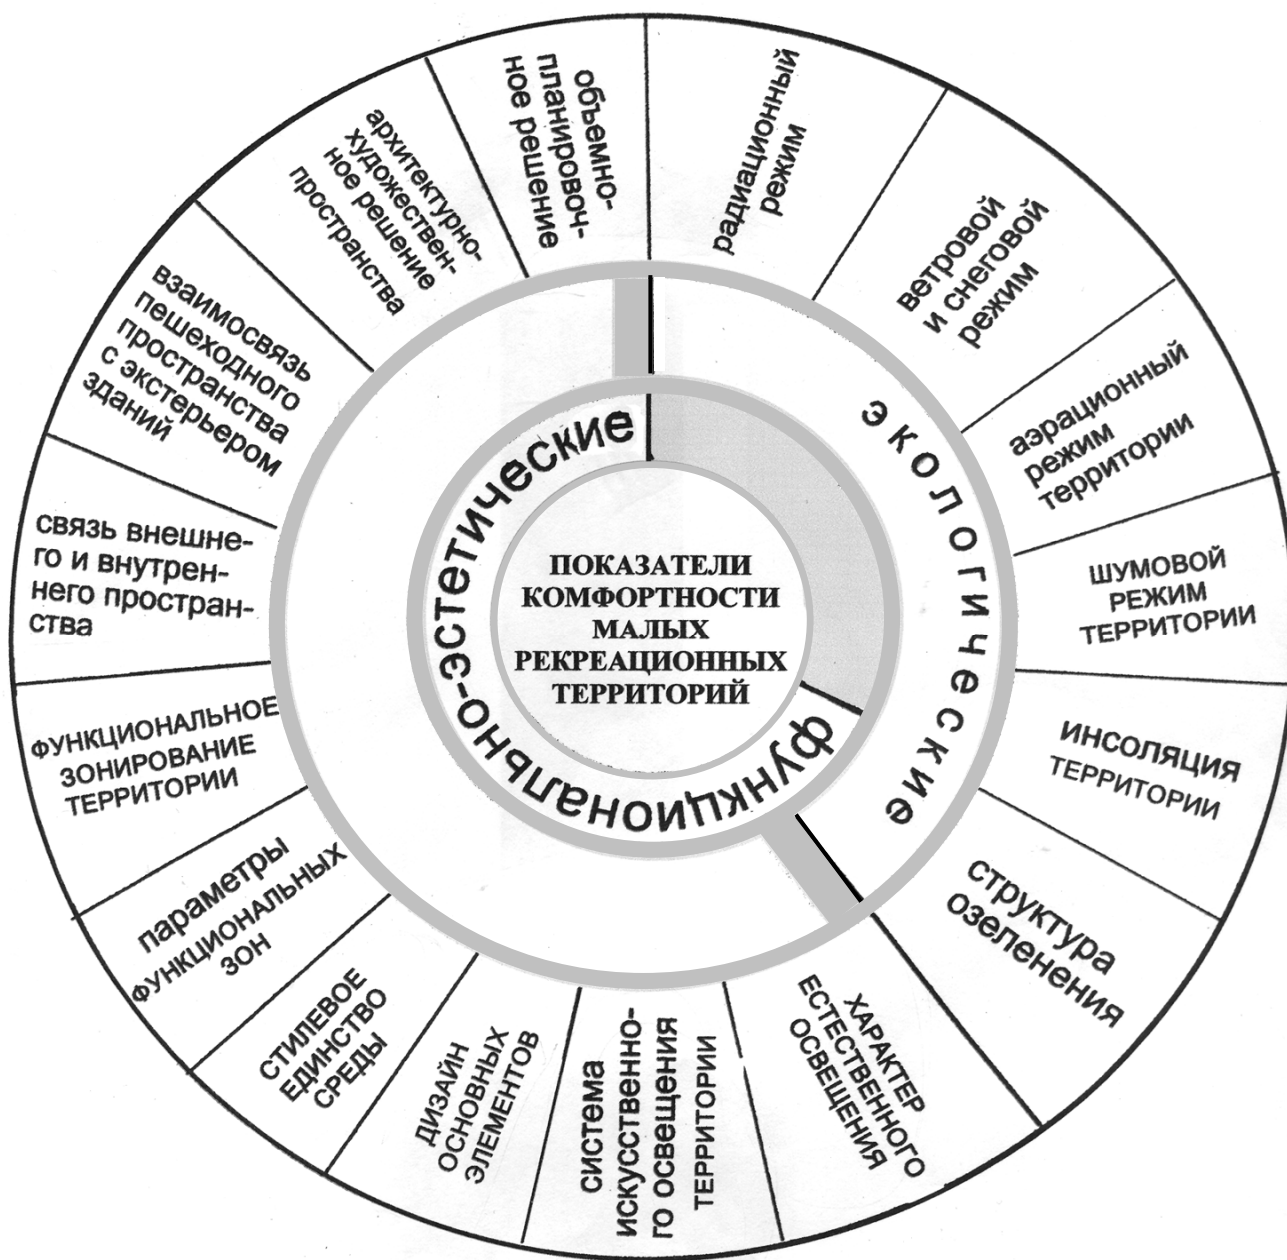 ПОКАЗАТЕЛИ
КОМФОРТНОСТИ
МАЛЫХ
РЕКРЕАЦИОННЫХ
ТЕРРИТОРИЙ
функционально-эстетические
экологические
радиационный
режим
ветровой
и снеговой
режим
аэрационный
режим
территории
ШУМОВОЙ
РЕЖИМ
ТЕРРИТОРИИ
ИНСОЛЯЦИЯ
ТЕРРИТОРИИ
структура
озеленения
ХАРАКТЕР
ЕСТЕСТВЕННОГО
ОСВЕЩЕНИЯ
система
искусственно-
го освещения
ТЕРРИТОРИИ
ДИЗАЙН
ОСНОВНЫХ
ЭЛЕМЕНТОВ
СТИЛЕВОЕ
ЕДИНСТВО
СРЕДЫ
параметры
ФУНКЦИОНАЛЬНЫХ
ЗОН
ФУНКЦИОНАЛЬНОЕ
ЗОНИРОВАНИЕ
ТЕРРИТОРИИ
связь внешне-
го и внутрен-
него простран-
ства
взаимосвязь
пешеходного
пространства
с экстерьером
зданий
архитектурно-
художествен-
ное решение
пространства
объемно-
планировоч-
ное решение